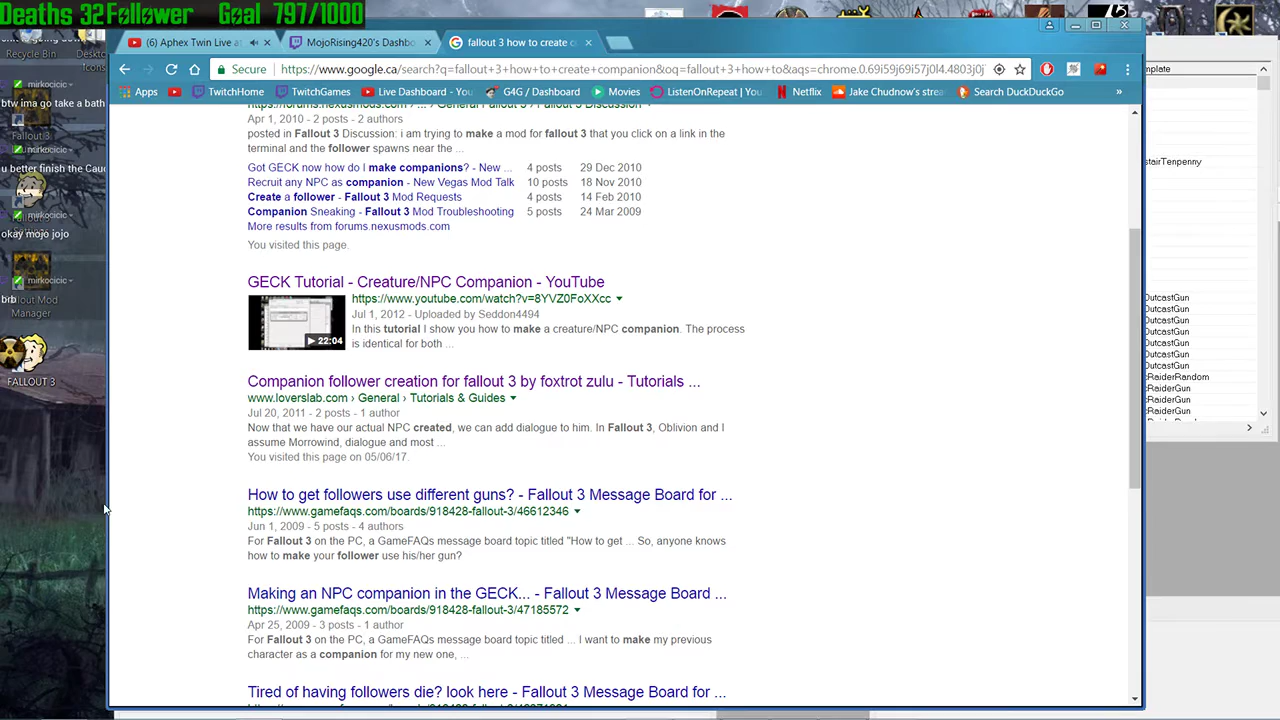 Deaths 32Follower Goal 797/1000
(6) Aphex Twin Live a
MojoRising420's Dashbo
fallout 3 how to create c
Secure
https://www.google.ca/search?q=fallout+3+how+to+create+companion&oq=fallout+3+how+to&aqs=chrome.0.69i59j69i57j0l4.4803j0j
Apps
TwitchHome
TwitchGames
Live Dashboard - You
G4G / Dashboard
Movies
ListenOnRepeat | You
Netflix
Jake Chudnow's strea
Search DuckDuckGo
»
Recycle Bin
mirkocicic
btw ima go take a bath
Fallout 3
mirkocicic
u better finish the Gauc
mirkocicic
okay mojo jojo
mirkocicic
brb
Mod
Manager
FALLOUT 3
Apr 1, 2010 - 2 posts - 2 authors
posted in Fallout 3 Discussion: i am trying to make a mod for fallout 3 that you click on a link in the
terminal and the follower spawns near the ...
Got GECK now how do I make companions? - New ... 4 posts 29 Dec 2010
Recruit any NPC as companion - New Vegas Mod Talk 10 posts 18 Nov 2010
Create a follower - Fallout 3 Mod Requests 4 posts 14 Feb 2010
Companion Sneaking - Fallout 3 Mod Troubleshooting 5 posts 24 Mar 2009
More results from forums.nexusmods.com
You visited this page.
GECK Tutorial - Creature/NPC Companion - YouTube
https://www.youtube.com/watch?v=8YVZ0FoXXcc
Jul 1, 2012 - Uploaded by Seddon4494
In this tutorial I show you how to make a creature/NPC companion. The process
is identical for both ...
22:04
Companion follower creation for fallout 3 by foxtrot zulu - Tutorials ...
www.loverslab.com › General › Tutorials & Guides
Jul 20, 2011 - 2 posts - 1 author
Now that we have our actual NPC created, we can add dialogue to him. In Fallout 3, Oblivion and I
assume Morrowind, dialogue and most ...
You visited this page on 05/06/17.
How to get followers use different guns? - Fallout 3 Message Board for ...
https://www.gamefaqs.com/boards/918428-fallout-3/46612346
Jun 1, 2009 - 5 posts - 4 authors
For Fallout 3 on the PC, a GameFAQs message board topic titled "How to get ... So, anyone knows
how to make your follower use his/her gun?
Making an NPC companion in the GECK... - Fallout 3 Message Board ...
https://www.gamefaqs.com/boards/918428-fallout-3/47185572
Apr 25, 2009 - 3 posts - 1 author
For Fallout 3 on the PC, a GameFAQs message board topic titled ... I want to make my previous
character as a companion for my new one, ...
Tired of having followers die? look here - Fallout 3 Message Board for ...
mplate
stairTenpenny
OutcastGun
OutcastGun
OutcastGun
OutcastGun
OutcastGun
OutcastGun
cRaiderRandom
cRaiderGun
cRaiderGun
cRaiderGun